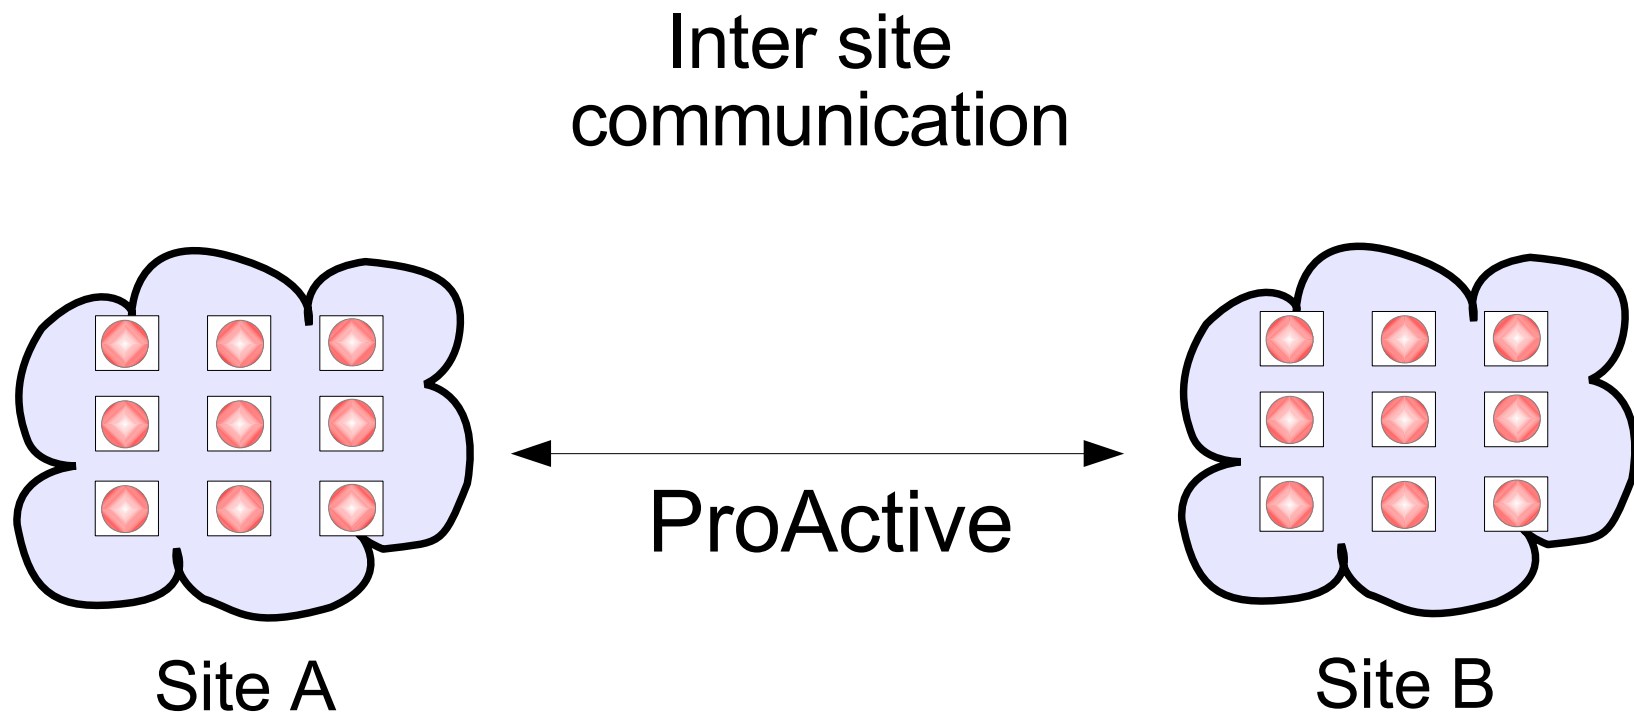 Inter site
communication
ProActive
Site A
Site B